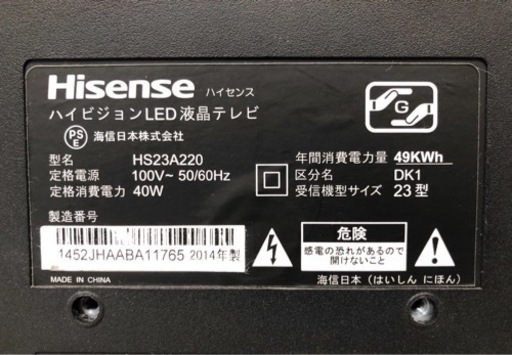 Hisense ハイセンス
ハイビジョンLED液晶テレビ
PSE 海信日本株式会社
G
型名 HS23A220
定格電源 100V~ 50/60Hz
定格消費電力 40W
年間消費電力量 49KWh
区分名 DK1
受信機型サイズ 23型
製造番号
1452JHAABA11765 2014年製
MADE IN CHINA
危険
感電の恐れがあるので
開けないこと
海信日本（はいしん にほん）